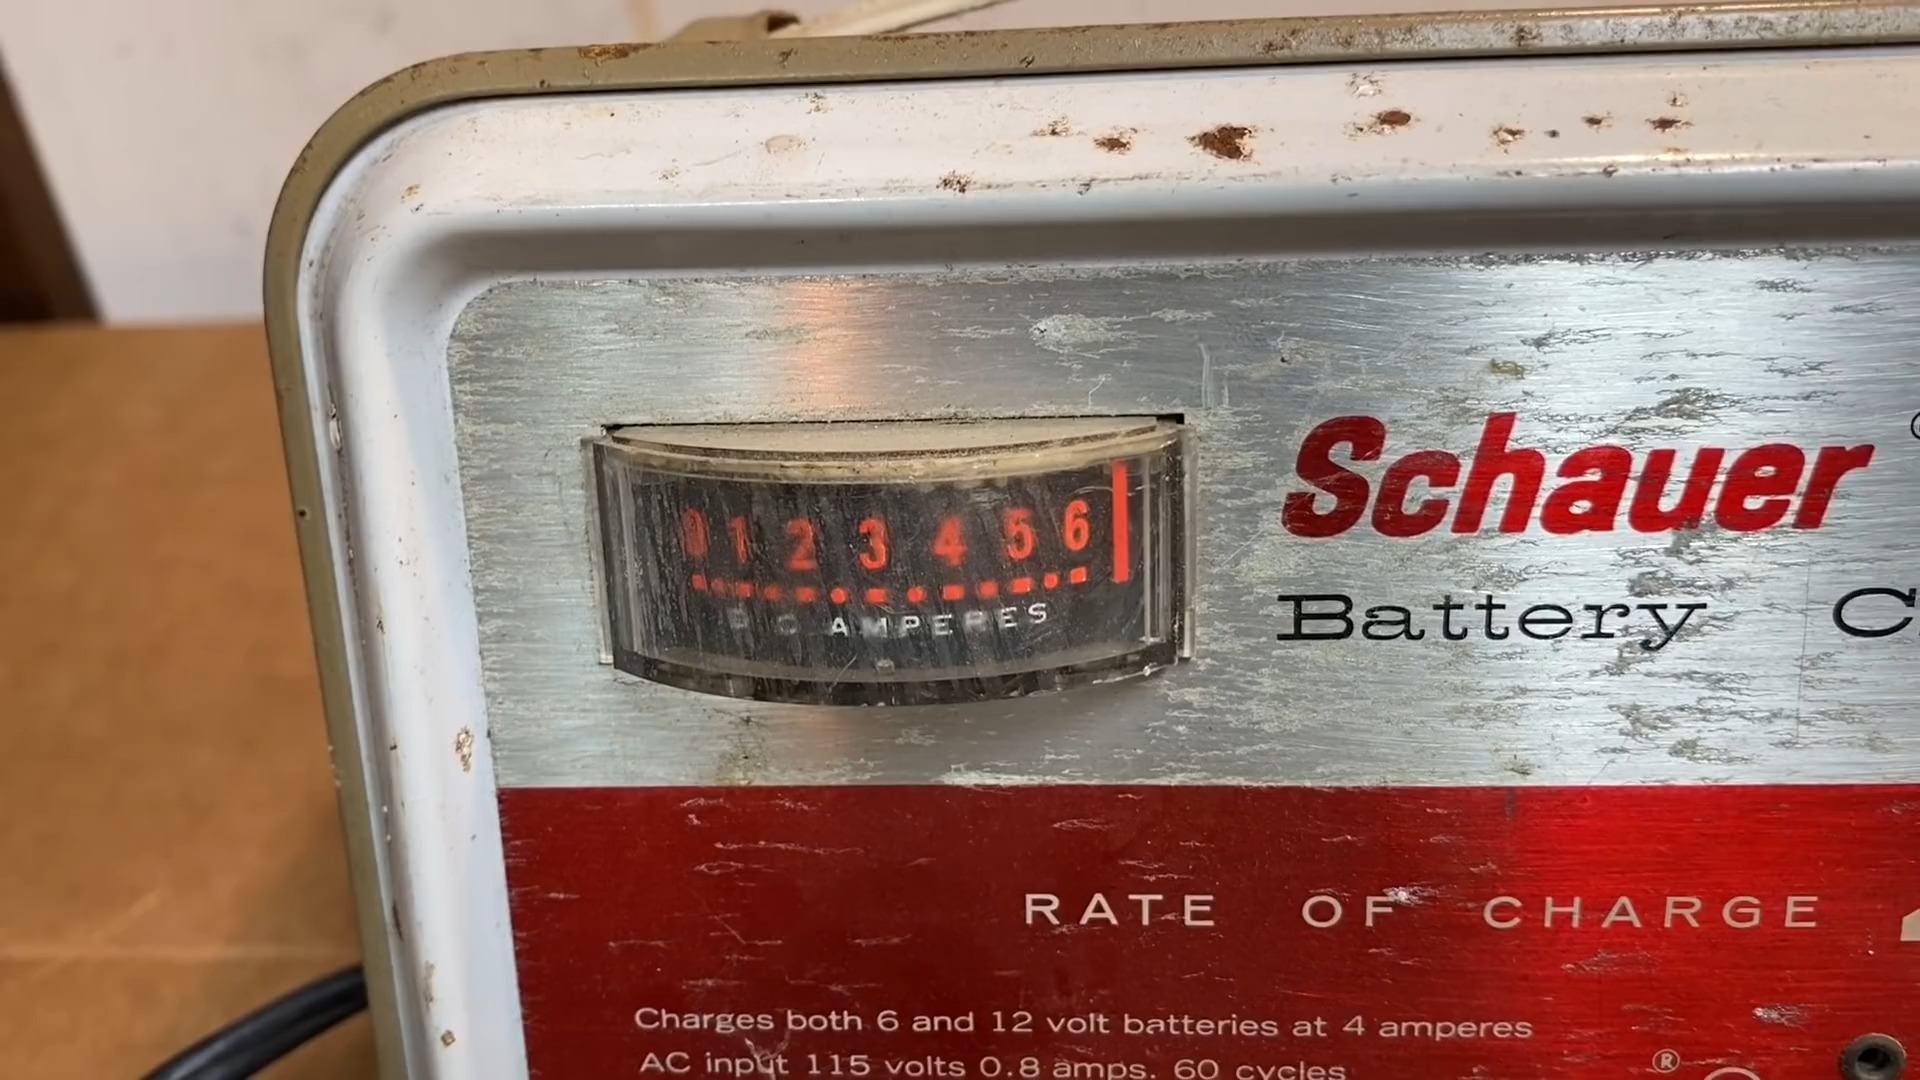 0 1 2 3 4 5 6
D C AMPERES
Schauer
Battery
RATE OF CHARGE
Charges both 6 and 12 volt batteries at 4 amperes
AC input 115 volts 0.8 amps. 60 cycles
®